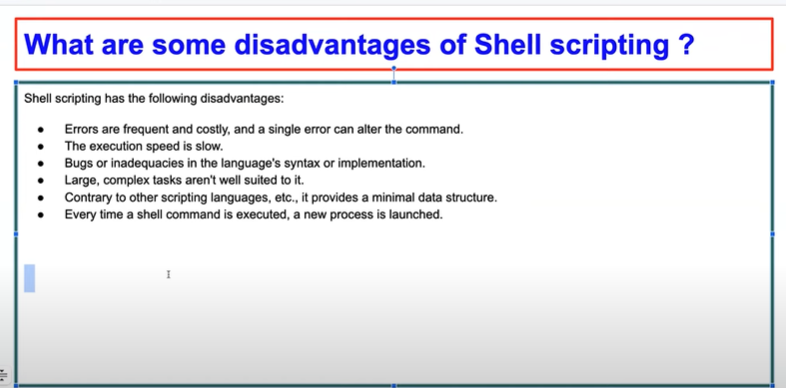 What are some disadvantages of Shell scripting ?
Shell scripting has the following disadvantages:
● Errors are frequent and costly, and a single error can alter the command.
● The execution speed is slow.
● Bugs or inadequacies in the language's syntax or implementation.
● Large, complex tasks aren't well suited to it.
● Contrary to other scripting languages, etc., it provides a minimal data structure.
● Every time a shell command is executed, a new process is launched.